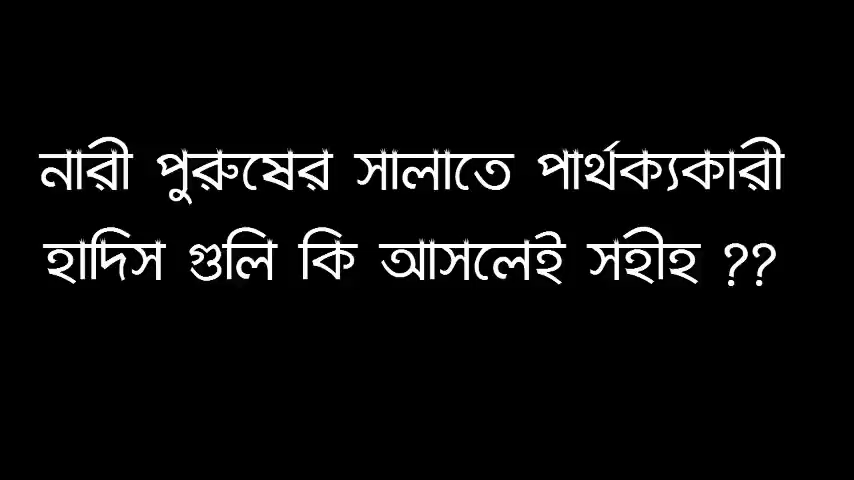 নারী পুরুষের সালাতে পার্থক্যকারী
হাদিস গুলি কি আসলেই সহীহ ??